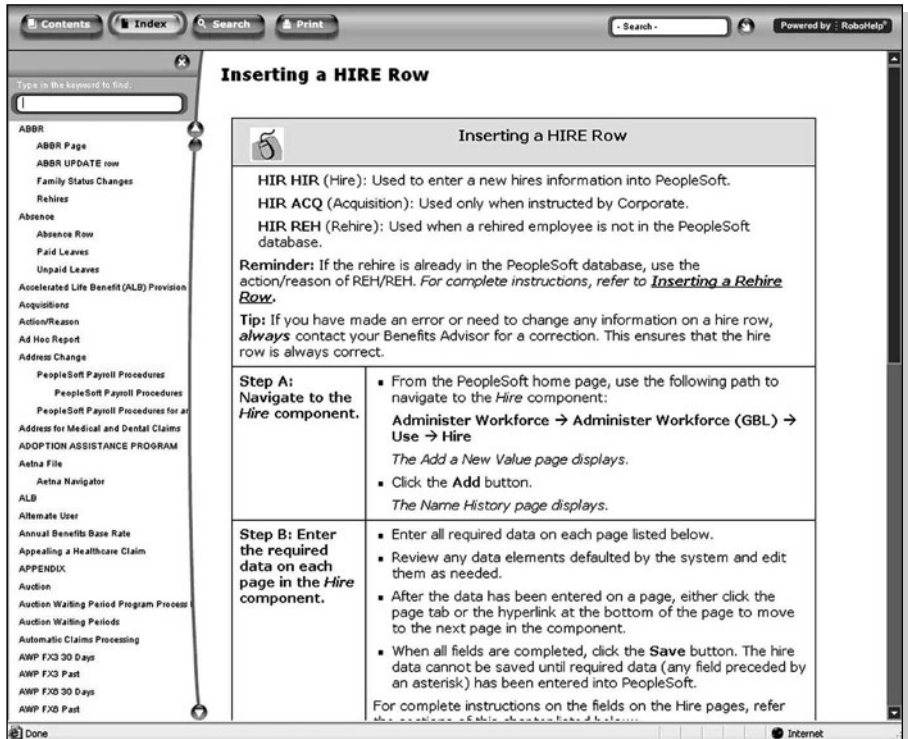 Contents Index Search Print - Search - Powered by RoboHelp®
Type in the keyword to find:
ABBR
ABBR Page
ABBR UPDATE row
Family Status Changes
Rehires
Absence
Absence Row
Paid Leaves
Unpaid Leaves
Accelerated Life Benefit (ALB) Provision
Acquisitions
Action/Reason
Ad Hoc Report
Address Change
PeopleSoft Payroll Procedures
PeopleSoft Payroll Procedures
PeopleSoft Payroll Procedures for
Address for Medical and Dental Claims
ADOPTION ASSISTANCE PROGRAM
Aetna File
Aetna Navigator
ALB
Alternate User
Annual Benefits Base Rate
Appealing a Healthcare Claim
APPENDIX
Auction
Auction Waiting Period Program Process
Auction Waiting Periods
Automatic Claims Processing
AWP FX3 30 Days
AWP FX3 Past
AWP FX8 30 Days
AWP FX8 Past
Inserting a HIRE Row
Inserting a HIRE Row
HIR HIR (Hire): Used to enter a new hires information into PeopleSoft.
HIR ACQ (Acquisition): Used only when instructed by Corporate.
HIR REH (Rehire): Used when a rehired employee is not in the PeopleSoft
database.
Reminder: If the rehire is already in the PeopleSoft database, use the
action/reason of REH/REH. For complete instructions, refer to Inserting a Rehire
Row.
Tip: If you have made an error or need to change any information on a hire row,
always contact your Benefits Advisor for a correction. This ensures that the hire
row is always correct.
Step A:
Navigate to the
Hire component.
▪ From the PeopleSoft home page, use the following path to
navigate to the Hire component:
Administer Workforce → Administer Workforce (GBL) →
Use → Hire
The Add a New Value page displays.
▪ Click the Add button.
The Name History page displays.
Step B: Enter
the required
data on each
page in the Hire
component.
▪ Enter all required data on each page listed below.
▪ Review any data elements defaulted by the system and edit
them as needed.
▪ After the data has been entered on a page, either click the
page tab or the hyperlink at the bottom of the page to move
to the next page in the component.
▪ When all fields are completed, click the Save button. The hire
data cannot be saved until required data (any field preceded by
an asterisk) has been entered into PeopleSoft.
For complete instructions on the fields on the Hire pages, refer
Done
Internet